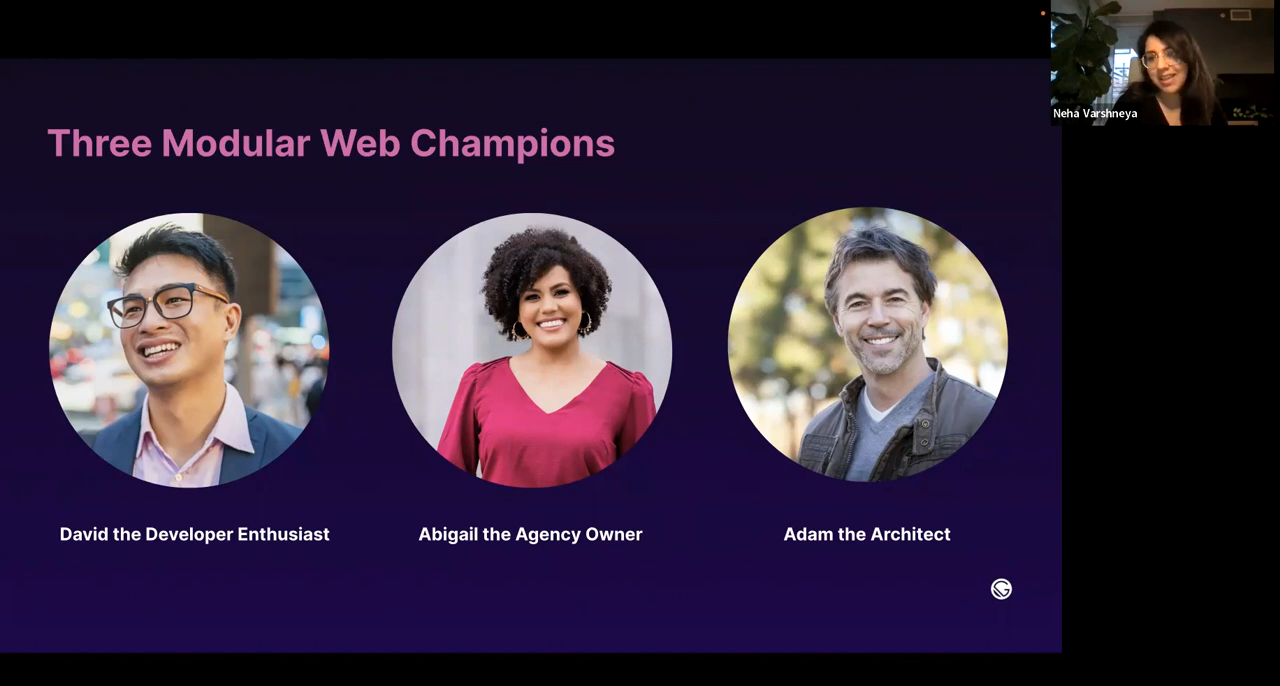 Neha Varshneya
Three Modular Web Champions
David the Developer Enthusiast
Abigail the Agency Owner
Adam the Architect